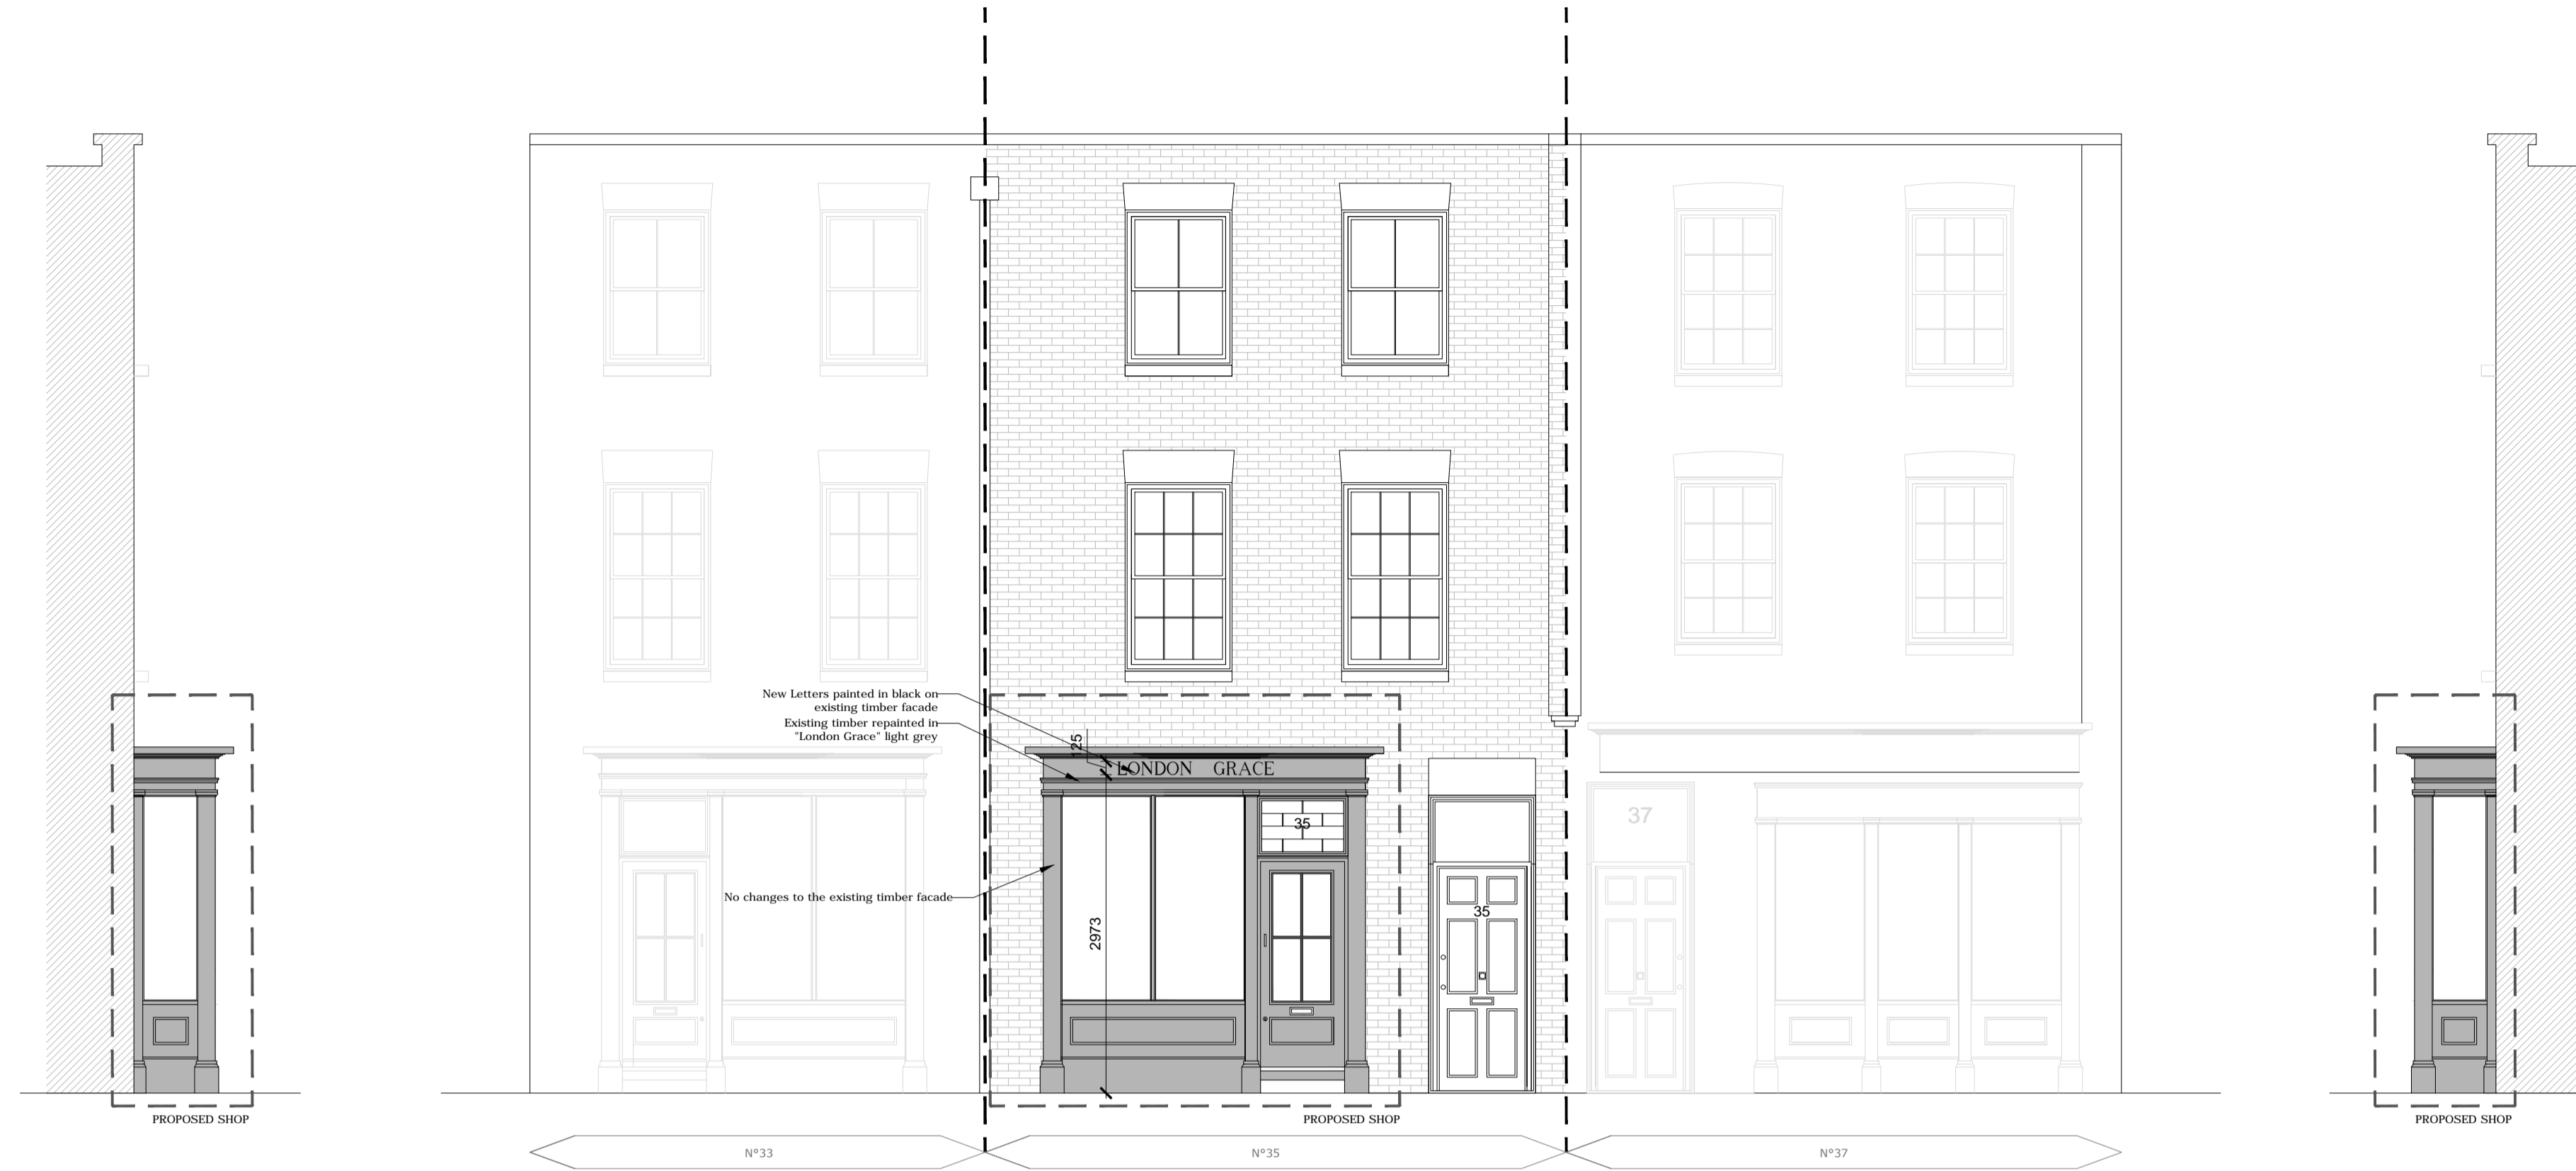 New Letters painted in black on
existing timber facade
Existing timber repainted in
"London Grace" light grey
125
LONDON GRACE
35
37
No changes to the existing timber facade
35
2973
PROPOSED SHOP
PROPOSED SHOP
PROPOSED SHOP
N°33
N°35
N°37